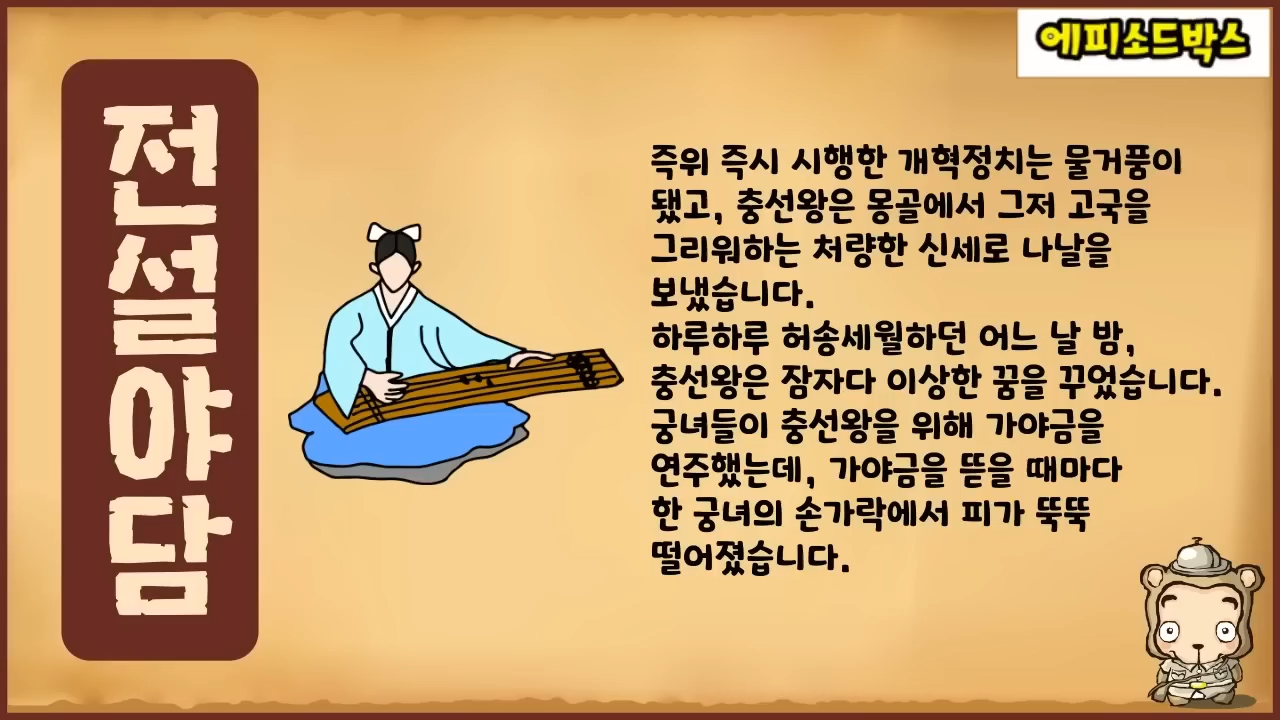 에피소드박스
전설야담
즉위 즉시 시행한 개혁정치는 물거품이
됐고, 충선왕은 몽골에서 그저 고국을
그리워하는 처량한 신세로 나날을
보냈습니다.
하루하루 허송세월하던 어느 날 밤,
충선왕은 잠자다 이상한 꿈을 꾸었습니다.
궁녀들이 충선왕을 위해 가야금을
연주했는데, 가야금을 뜯을 때마다
한 궁녀의 손가락에서 피가 뚝뚝
떨어졌습니다.